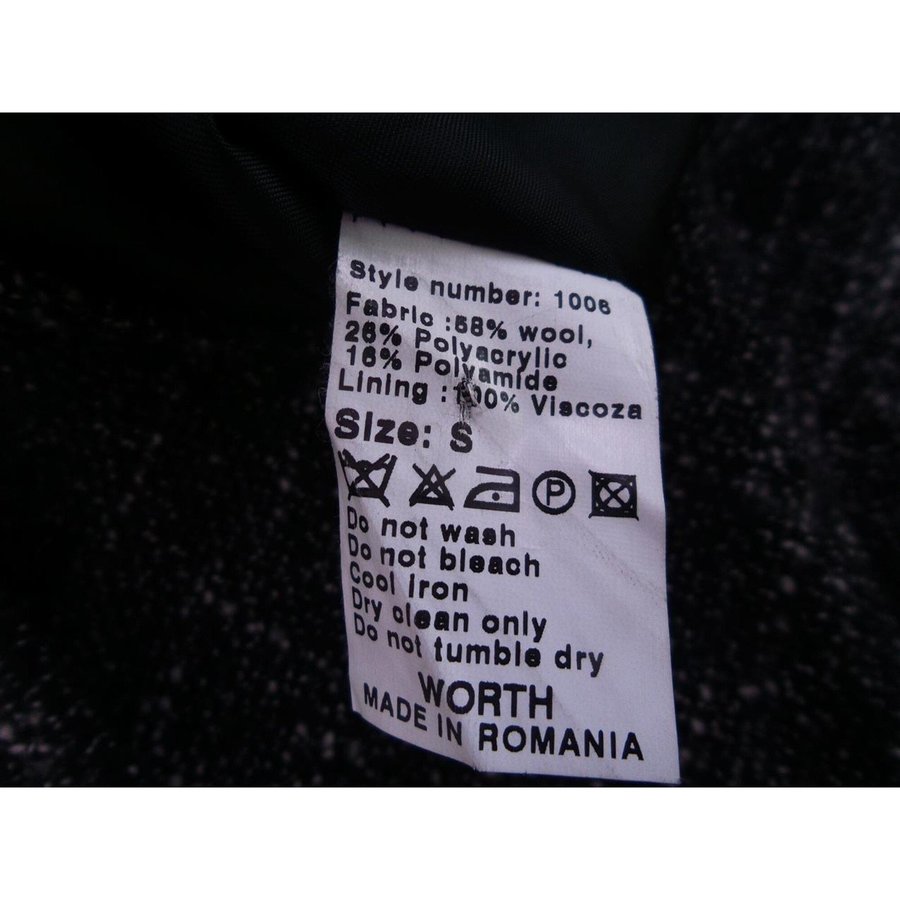 Style number: 1006
Fabric :58% wool,
26% Polyacrylic
16% Polyamide
Lining :100% Viscoza
Size: S
P
Do not wash
Do not bleach
Cool iron
Dry clean only
Do not tumble dry
WORTH
MADE IN ROMANIA